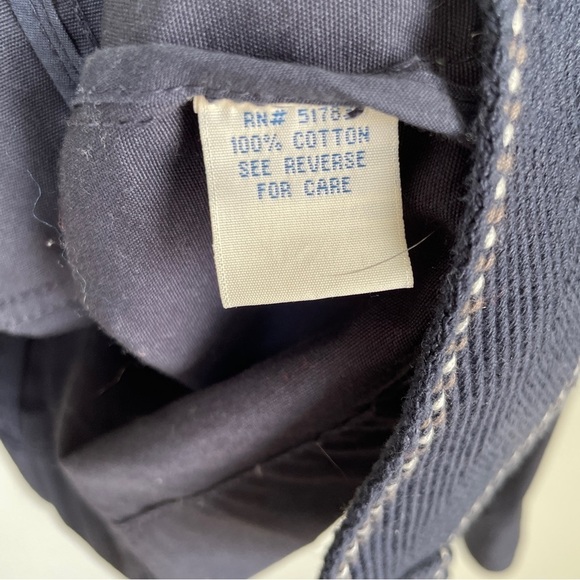 RN# 51783
100% COTTON
SEE REVERSE
FOR CARE